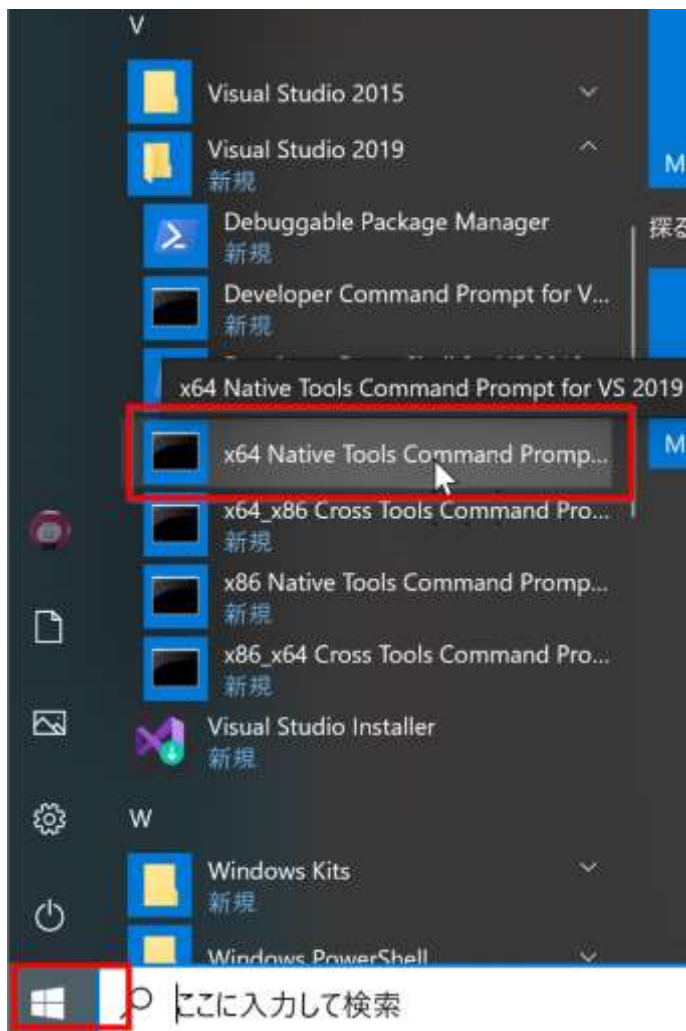 V
Visual Studio 2015
Visual Studio 2019
新規
M
Debuggable Package Manager
新規
探る
Developer Command Prompt for V...
新規
x64 Native Tools Command Prompt for VS 2019
x64 Native Tools Command Promp...
M
x64_x86 Cross Tools Command Pro...
新規
x86 Native Tools Command Promp...
新規
x86_x64 Cross Tools Command Pro...
新規
Visual Studio Installer
新規
W
Windows Kits
新規
Windows PowerShell
ここに入力して検索